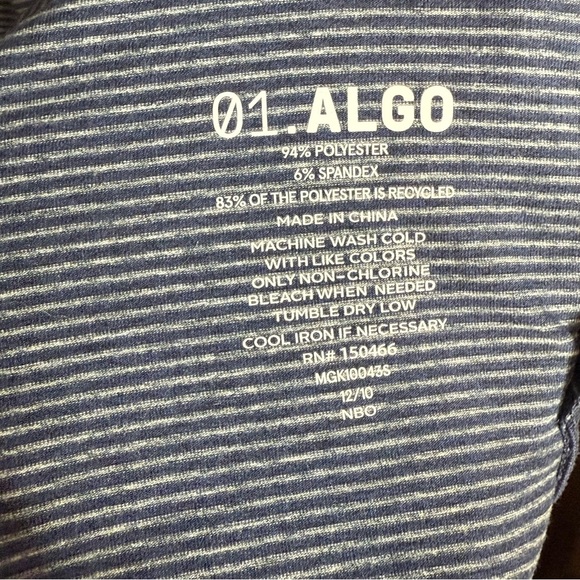 01.ALGO
94% POLYESTER
6% SPANDEX
83% OF THE POLYESTER IS RECYCLED
MADE IN CHINA
MACHINE WASH COLD
WITH LIKE COLORS
ONLY NON-CHLORINE
BLEACH WHEN NEEDED
TUMBLE DRY LOW
COOL IRON IF NECESSARY
RN# 150466
MGK10043S
12/10
NBO